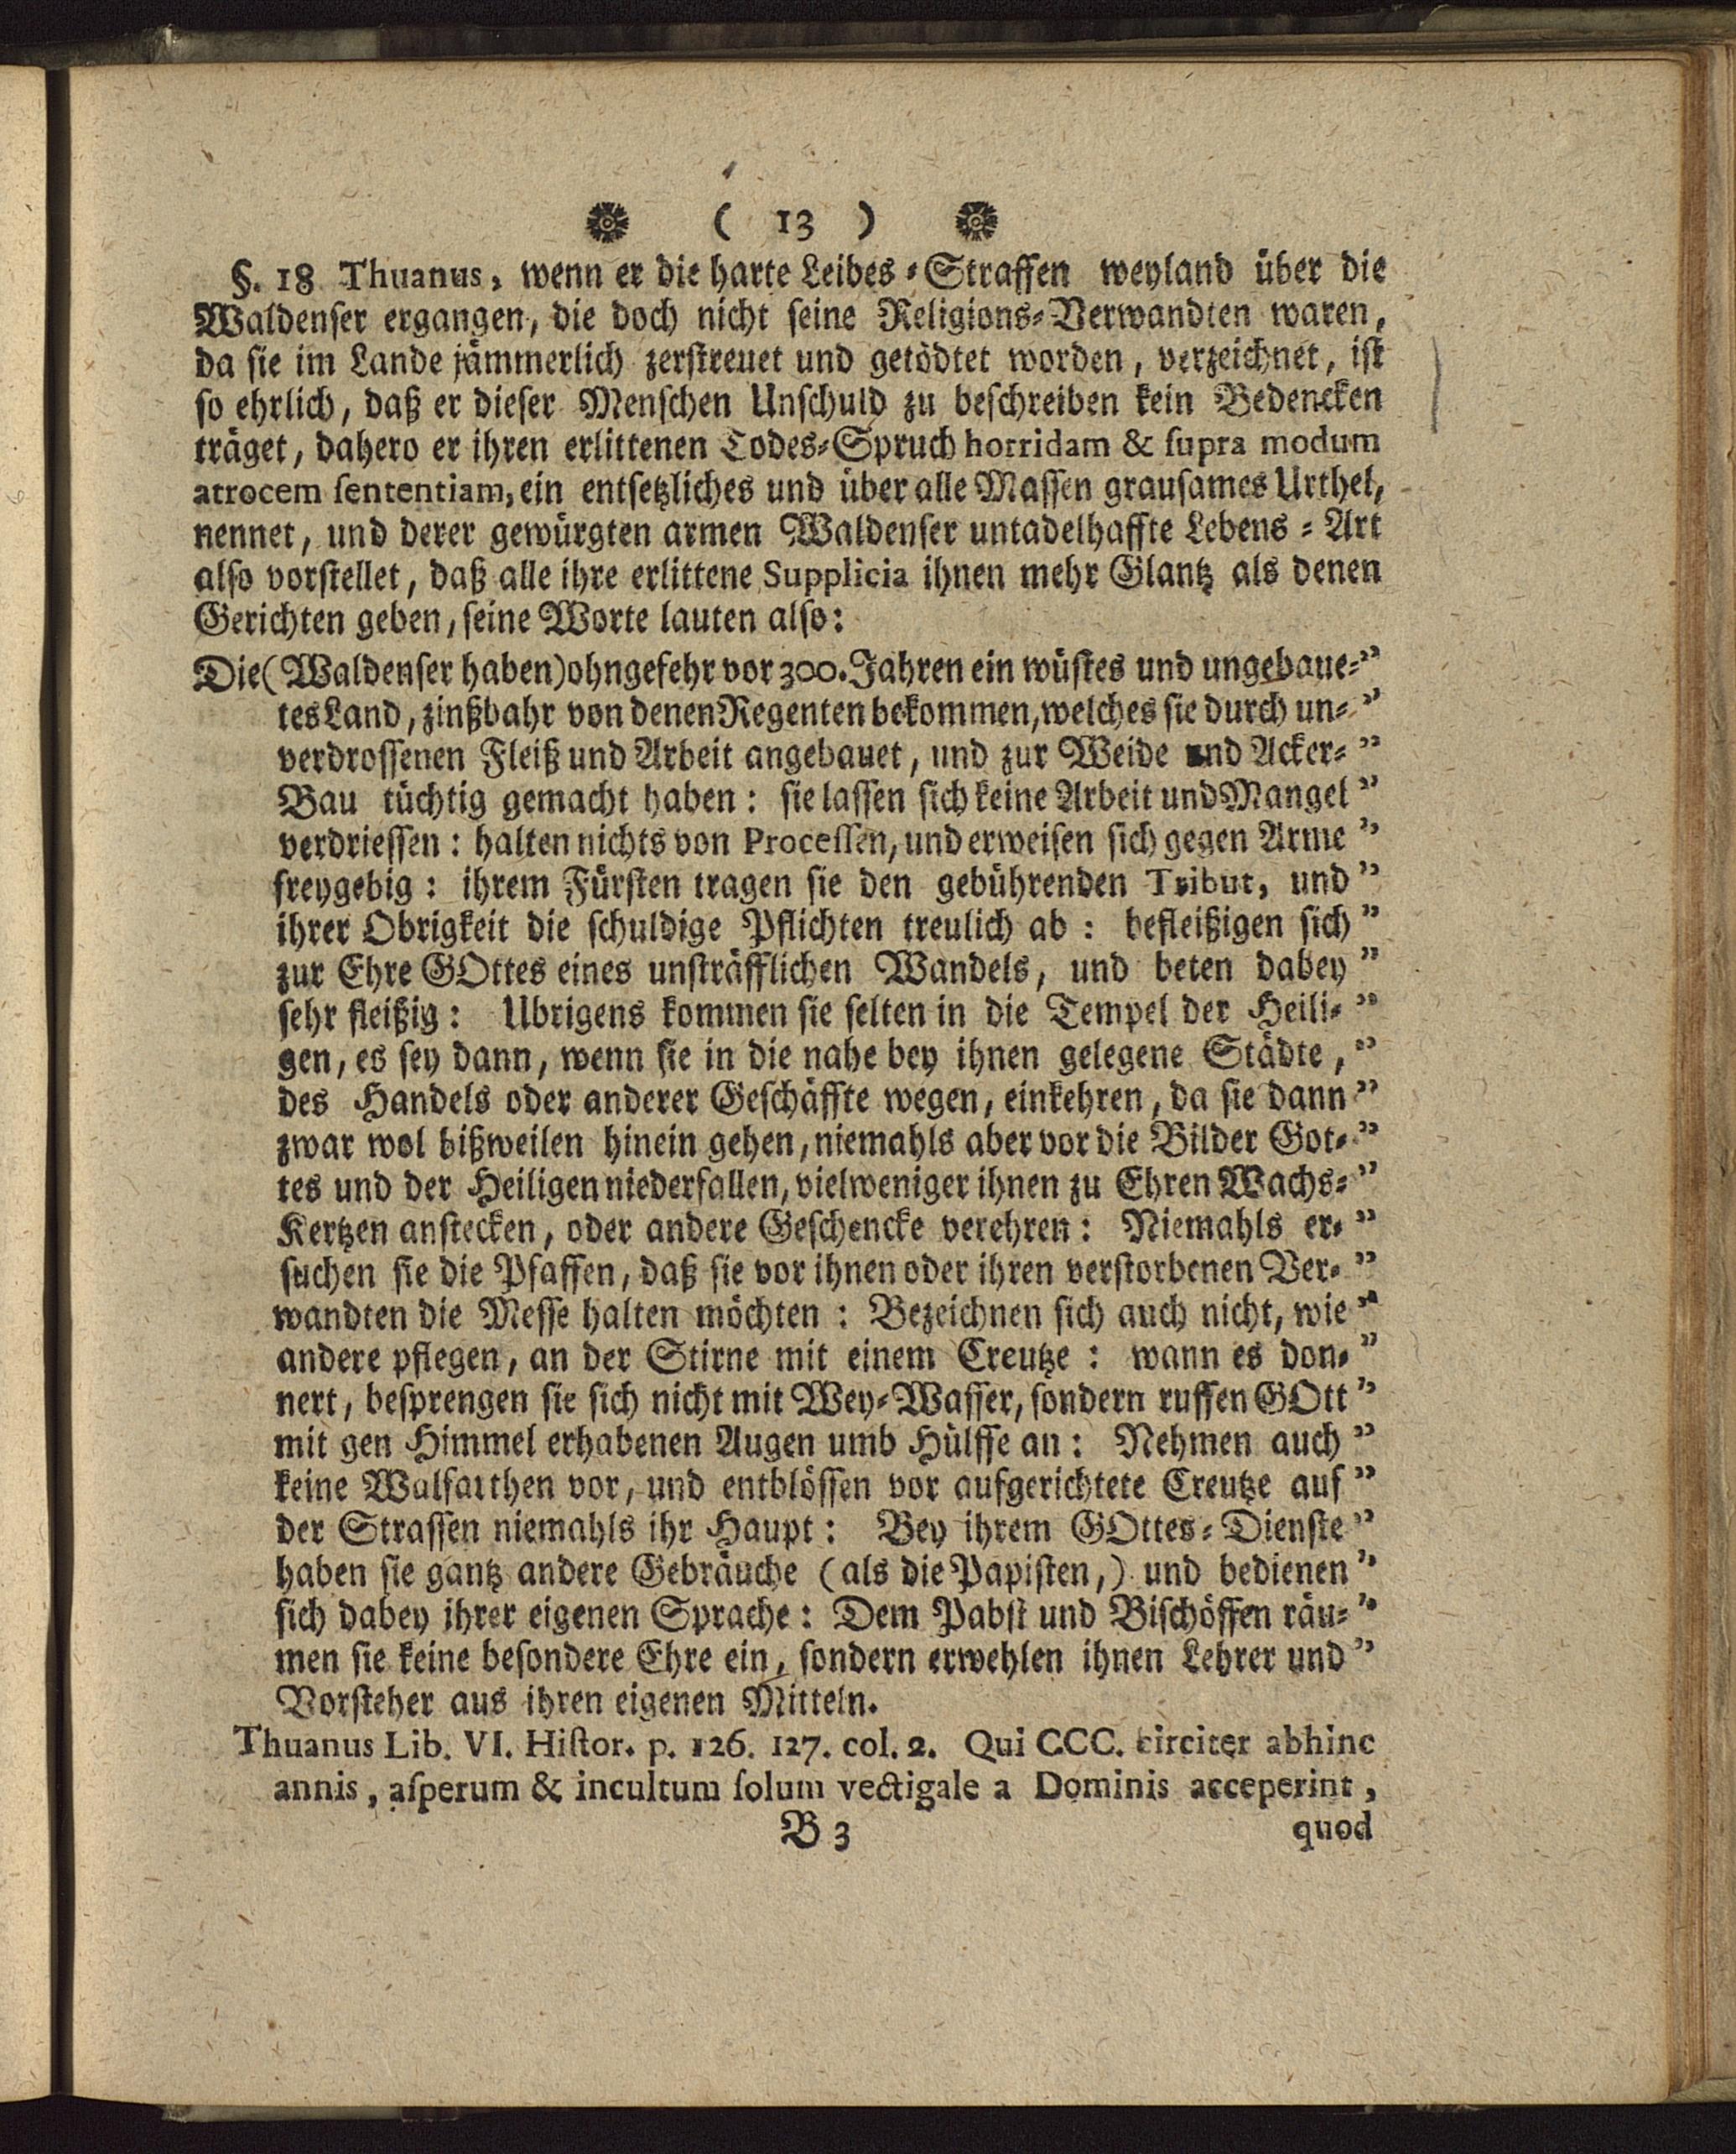 ( 13 )
§. 18 Thuanus, wenn er die harte Leibes-Straffen weyland über die
Waldenser ergangen, die doch nicht seine Religions-Verwandten waren,
da sie im Lande jämmerlich zerstreuet und getödtet worden, verzeichnet, ist
so ehrlich, daß er dieser Menschen Unschuld zu beschreiben kein Bedencken
träget, dahero er ihren erlittenen Todes-Spruch horridam & supra modum
atrocem sententiam, ein entsetzliches und über alle Massen grausames Urthel,
nennet, und derer gewürgten armen Waldenser untadelhaffte Lebens-Art
also vorstellet, daß alle ihre erlittene Supplicia ihnen mehr Glantz als denen
Gerichten geben, seine Worte lauten also:
Die (Waldenser haben) ohngefehr vor 300. Jahren ein wüstes und ungebaue-"
tes Land, zinßbahr von denen Regenten bekommen, welches sie durch un-"
verdrossenen Fleiß und Arbeit angebauet, und zur Weide und Acker-"
Bau tüchtig gemacht haben: sie lassen sich keine Arbeit und Mangel"
verdriessen: halten nichts von Processen, und erweisen sich gegen Arme"
freygebig: ihrem Fürsten tragen sie den gebührenden Tribut, und"
ihrer Obrigkeit die schuldige Pflichten treulich ab: befleißigen sich"
zur Ehre GOttes eines unsträfflichen Wandels, und beten dabey"
sehr fleißig: Ubrigens kommen sie selten in die Tempel der Heili-"
gen, es sey dann, wenn sie in die nahe bey ihnen gelegene Städte,"
des Handels oder anderer Geschäffte wegen, einkehren, da sie dann"
zwar wol bißweilen hinein gehen, niemahls aber vor die Bilder Got-"
tes und der Heiligen niederfallen, vielweniger ihnen zu Ehren Wachs-"
Kertzen anstecken, oder andere Geschencke verehren: Niemahls er-"
suchen sie die Pfaffen, daß sie vor ihnen oder ihren verstorbenen Ver-"
wandten die Messe halten möchten: Bezeichnen sich auch nicht, wie"
andere pflegen, an der Stirne mit einem Creutze: wann es don-"
nert, besprengen sie sich nicht mit Wey-Wasser, sondern ruffen GOtt"
mit gen Himmel erhabenen Augen umb Hülffe an: Nehmen auch"
keine Walfarthen vor, und entblössen vor aufgerichtete Creutze auf"
der Strassen niemahls ihr Haupt: Bey ihrem GOttes-Dienste"
haben sie gantz andere Gebräuche (als die Papisten,) und bedienen"
sich dabey ihrer eigenen Sprache: Dem Pabst und Bischöffen räu-"
men sie keine besondere Ehre ein, sondern erwehlen ihnen Lehrer und"
Vorsteher aus ihren eigenen Mitteln.
Thuanus Lib. VI. Histor. p. 126. 127. col. 2. Qui CCC. circiter abhinc
annis, asperum & incultum solum vectigale a Dominis acceperint,
B 3 quod